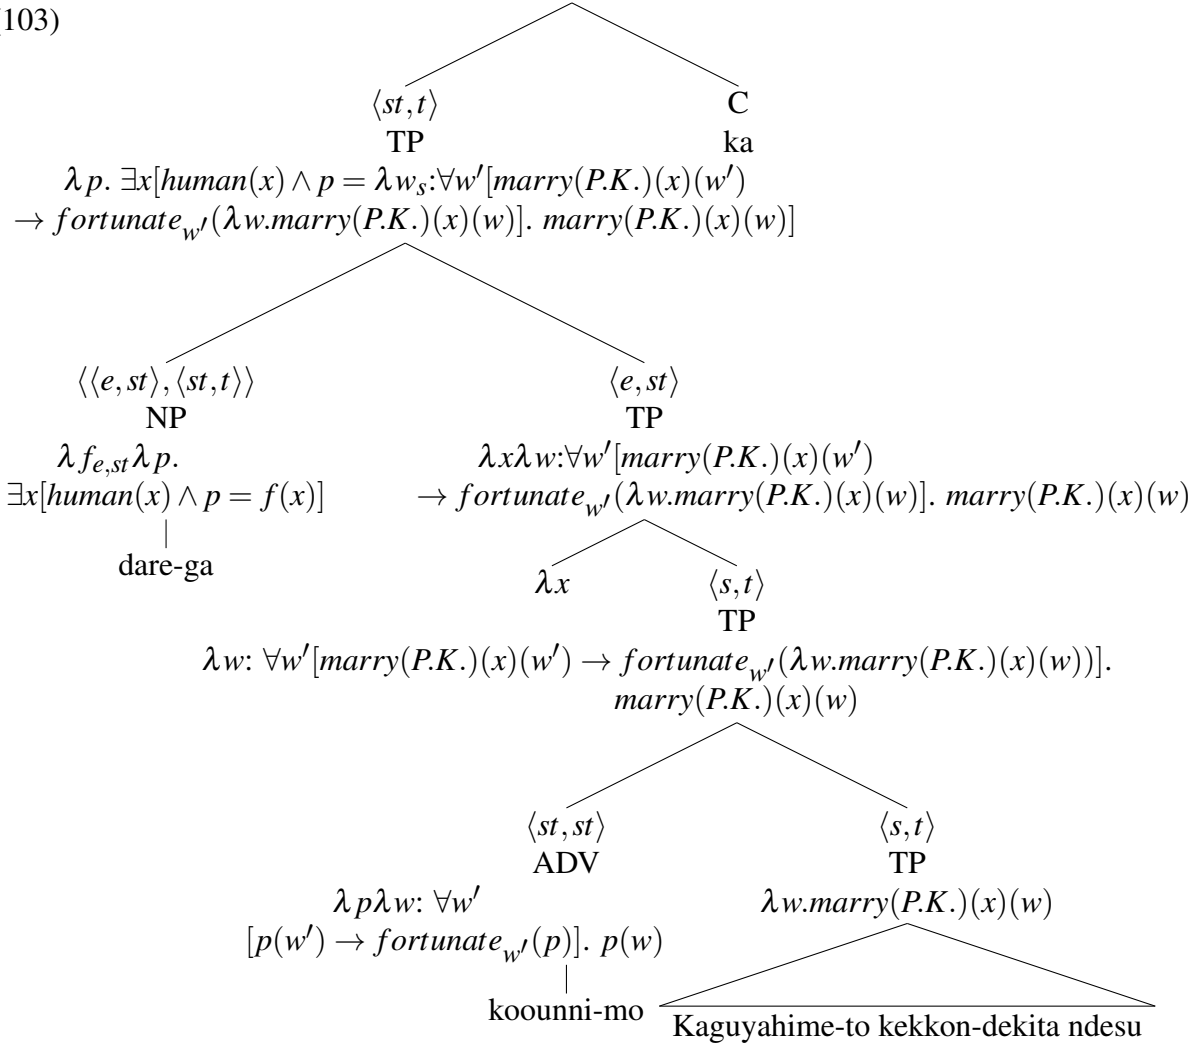 (103)
⟨st,t⟩ C
TP ka
λp. ∃x[human(x) ∧ p = λw_s:∀w′[marry(P.K.)(x)(w′)
→ fortunate_w′(λw.marry(P.K.)(x)(w)]. marry(P.K.)(x)(w)]
⟨⟨e,st⟩,⟨st,t⟩⟩ ⟨e,st⟩
NP TP
λf_e,st λp. λxλw:∀w′[marry(P.K.)(x)(w′)
∃x[human(x) ∧ p = f(x)] → fortunate_w′(λw.marry(P.K.)(x)(w)]. marry(P.K.)(x)(w)
dare-ga
λx ⟨s,t⟩
TP
λw: ∀w′[marry(P.K.)(x)(w′) → fortunate_w′(λw.marry(P.K.)(x)(w))].
marry(P.K.)(x)(w)
⟨st,st⟩ ⟨s,t⟩
ADV TP
λpλw: ∀w′ λw.marry(P.K.)(x)(w)
[p(w′) → fortunate_w′(p)]. p(w)
koounni-mo Kaguyahime-to kekkon-dekita ndesu